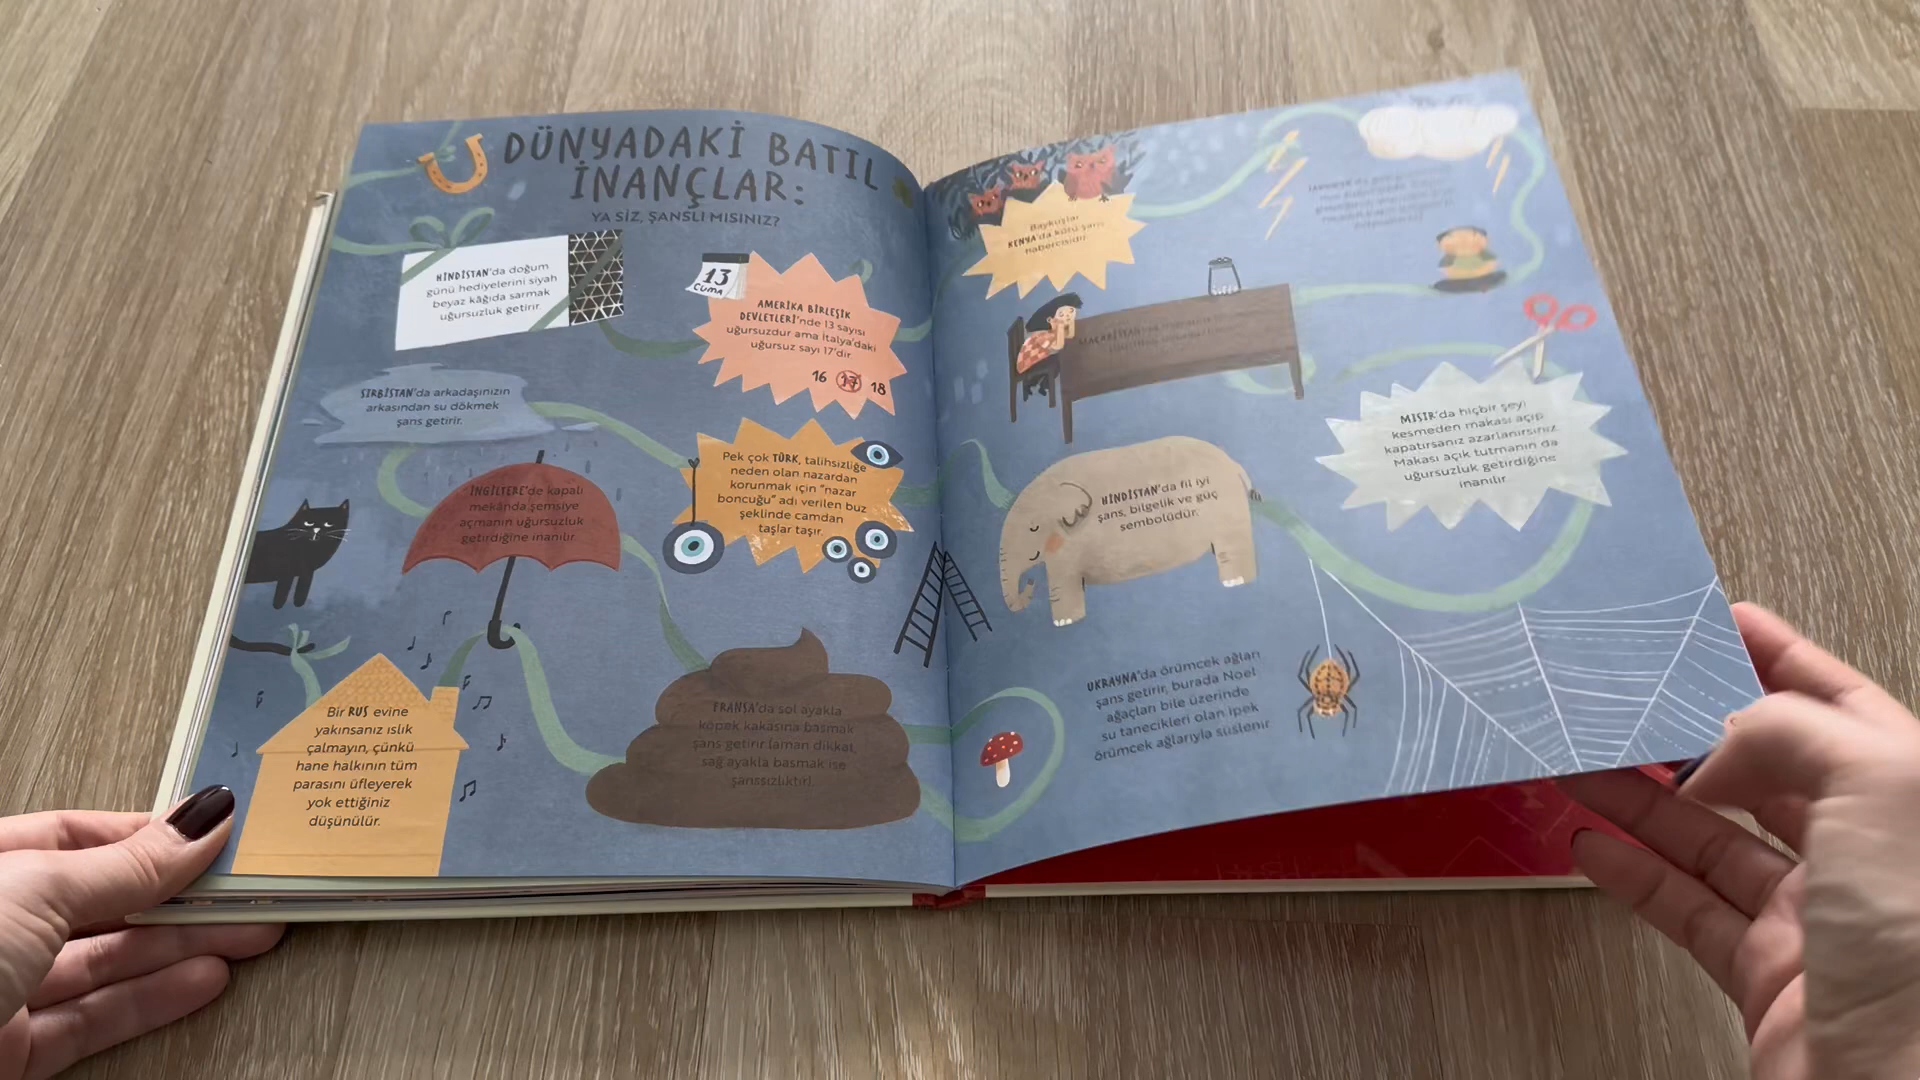 DÜNYADAKİ BATIL
İNANÇLAR:
YA SİZ, ŞANSLI MISINIZ?
HİNDİSTAN'da doğum
günü hediyelerini siyah
beyaz kâğıda sarmak
uğursuzluk getirir.
13
CUMA
AMERİKA BİRLEŞİK
DEVLETLERİ'nde 13 sayısı
uğursuzdur ama İtalya'daki
uğursuz sayı 17'dir
16 17 18
SIRBİSTAN'da arkadaşınızın
arkasından su dökmek
şans getirir.
Pek çok TÜRK, talihsizliğe
neden olan nazardan
korunmak için "nazar
boncuğu" adı verilen buz
şeklinde camdan
taşlar taşır.
İNGİLTERE'de kapalı
mekânda şemsiye
açmanın uğursuzluk
getirdiğine inanılır.
Bir RUS evine
yakınsanız ıslık
çalmayın, çünkü
hane halkının tüm
parasını üfleyerek
yok ettiğiniz
düşünülür.
FRANSA'da sol ayakla
köpek kakasına basmak
şans getirir (aman dikkat,
sağ ayakla basmak ise
şanssızlıktır).
Baykuşlar
KENYA'da kötü şans
habercisidir.
MACARİSTAN'da
MISIR'da hiçbir şeyi
kesmeden makası açıp
kapatırsanız azarlanırsınız.
Makası açık tutmanın da
uğursuzluk getirdiğine
inanılır.
HİNDİSTAN'da fil iyi
şans, bilgelik ve güç
sembolüdür.
UKRAYNA'da örümcek ağları
şans getirir, burada Noel
ağaçları bile üzerinde
su tanecikleri olan ipek
örümcek ağlarıyla süslenir